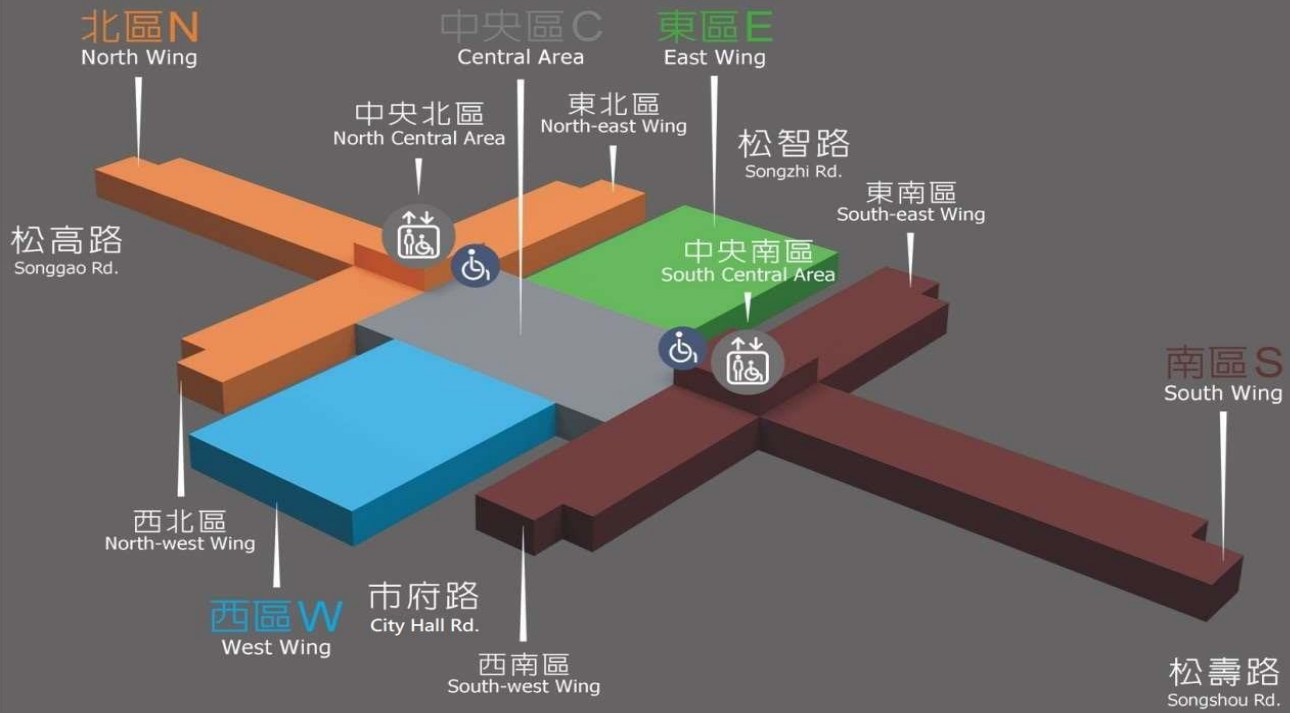 北區N
North Wing
中央區C
Central Area
東區E
East Wing
中央北區
North Central Area
東北區
North-east Wing
松智路
Songzhi Rd.
東南區
South-east Wing
松高路
Songgao Rd.
中央南區
South Central Area
南區S
South Wing
西北區
North-west Wing
西區W
West Wing
市府路
City Hall Rd.
西南區
South-west Wing
松壽路
Songshou Rd.